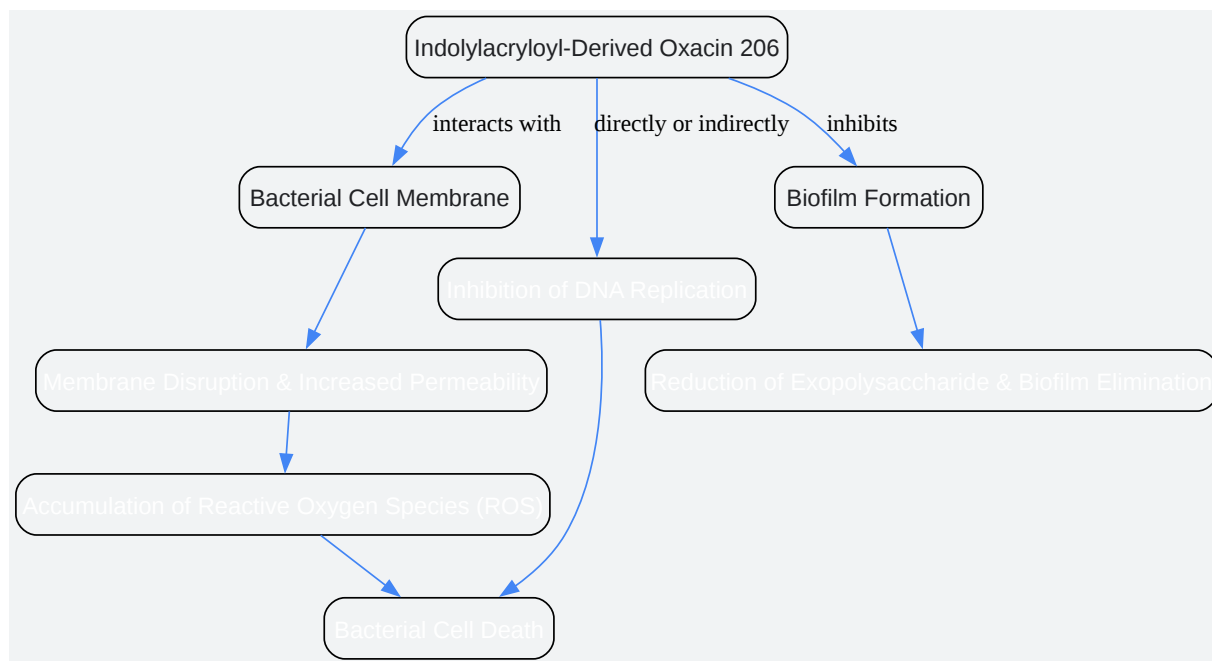 Indolylacryloyl-Derived Oxacin 206
interacts with
directly or indirectly
inhibits
Bacterial Cell Membrane
Biofilm Formation
Inhibition of DNA Replication
Membrane Disruption & Increased Permeability
Reduction of Exopolysaccharide & Biofilm Elimination
Accumulation of Reactive Oxygen Species (ROS)
Bacterial Cell Death